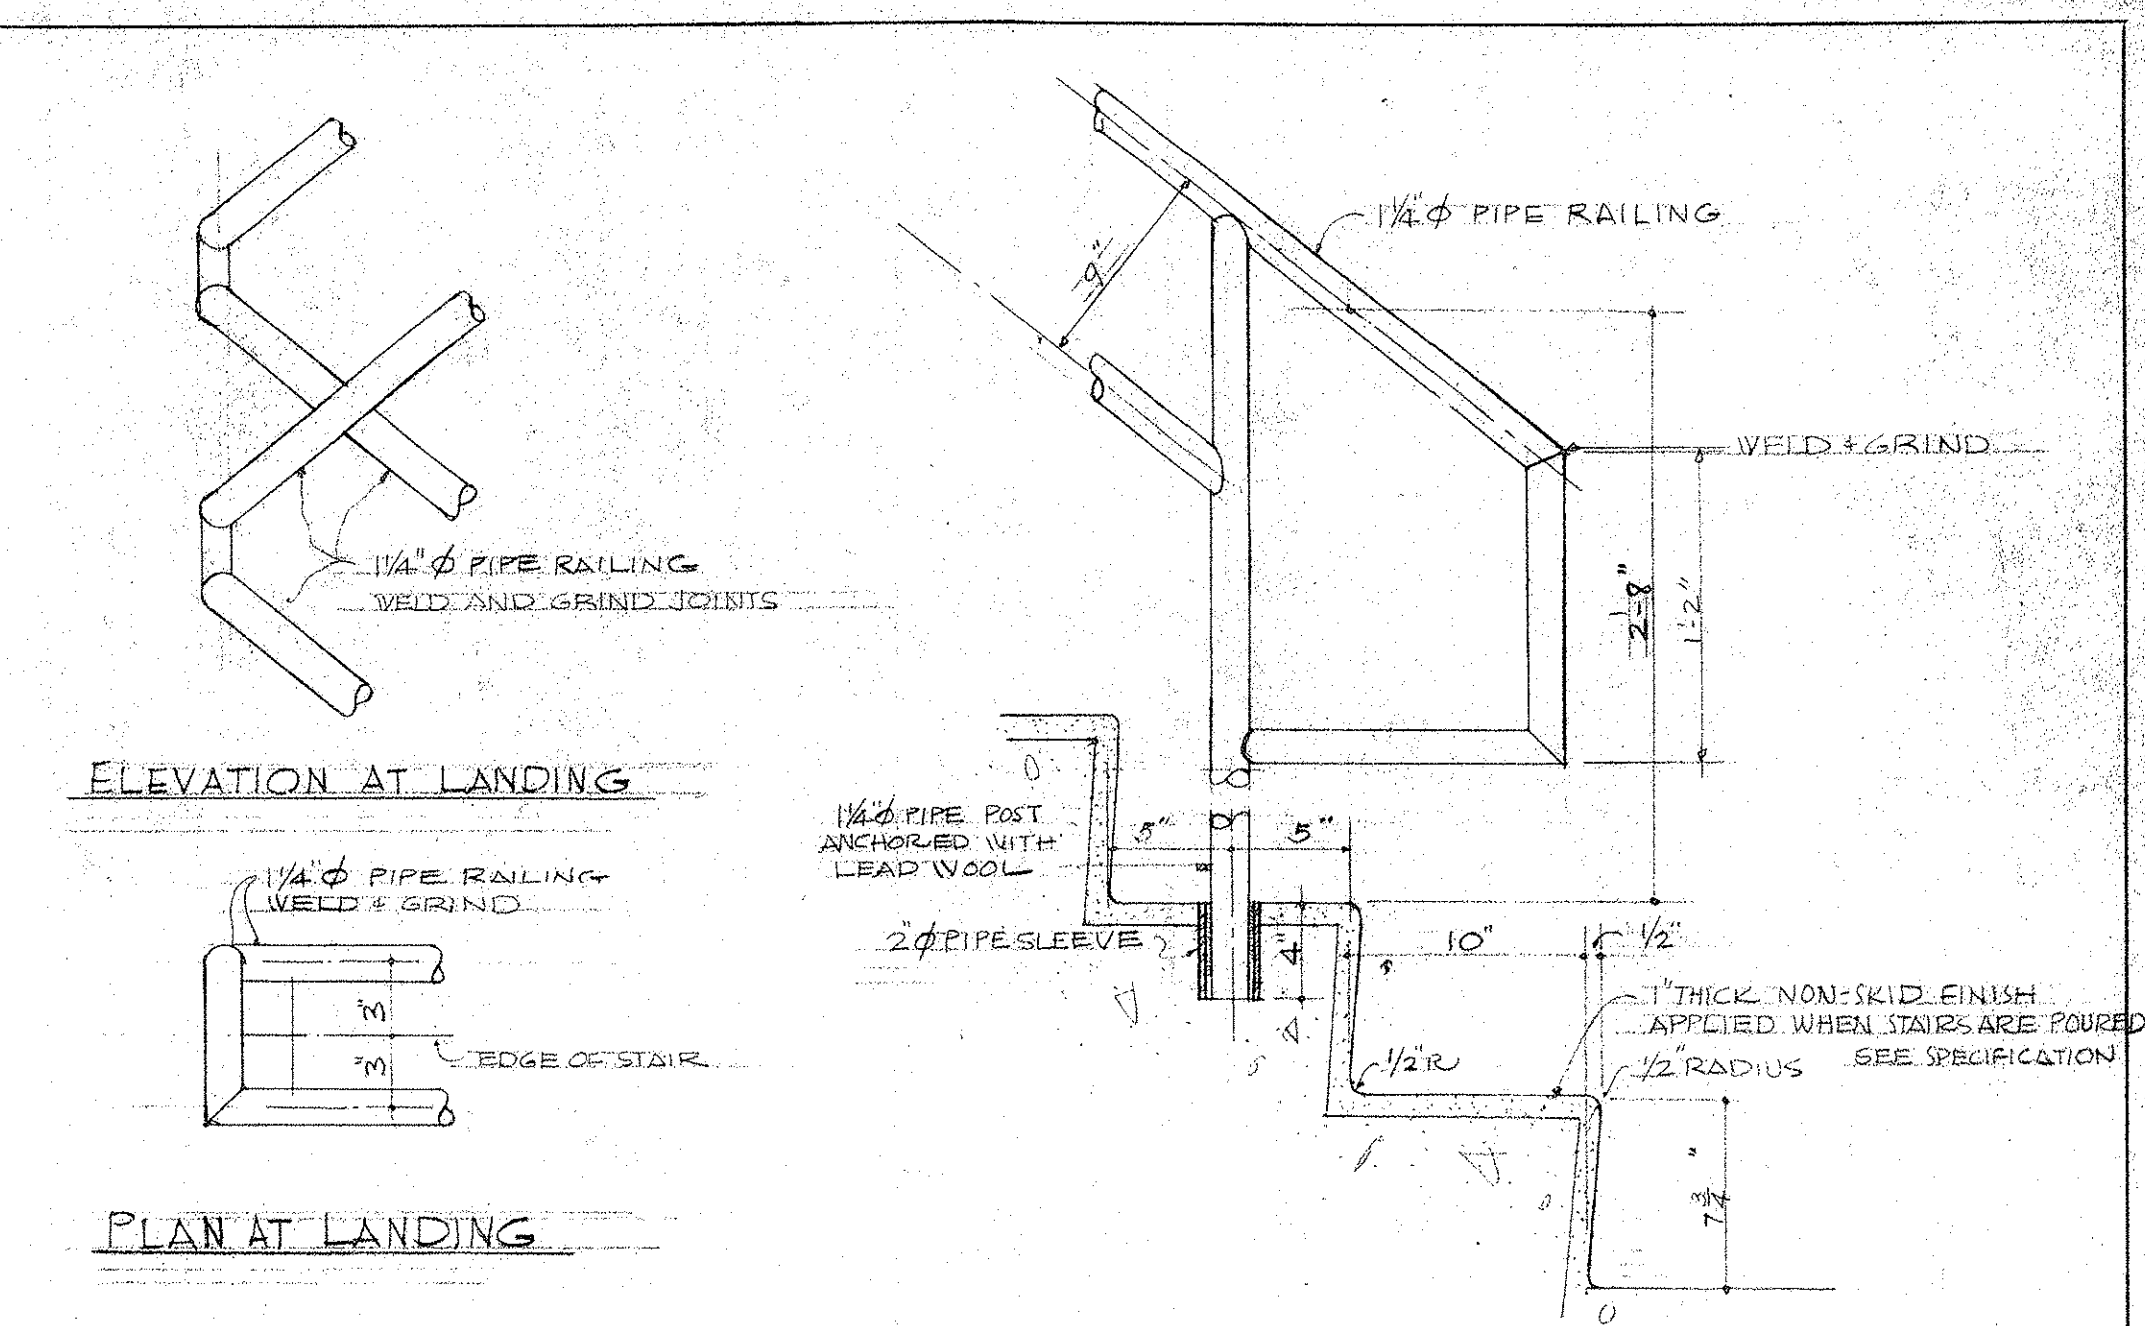 1¼"Ø PIPE RAILING
WELD AND GRIND JOINTS
ELEVATION AT LANDING
1¼"Ø PIPE RAILING
WELD & GRIND
3"
3"
EDGE OF STAIR
PLAN AT LANDING
1¼"Ø PIPE RAILING
9"
WELD & GRIND
2'-8"
1'-2"
1¼"Ø PIPE POST
ANCHORED WITH
LEAD WOOL
5"
5"
2"Ø PIPE SLEEVE
4"
10"
1/2"
1" THICK NON-SKID FINISH
APPLIED WHEN STAIRS ARE POURED
SEE SPECIFICATION
1/2"R
1/2" RADIUS
7¾"